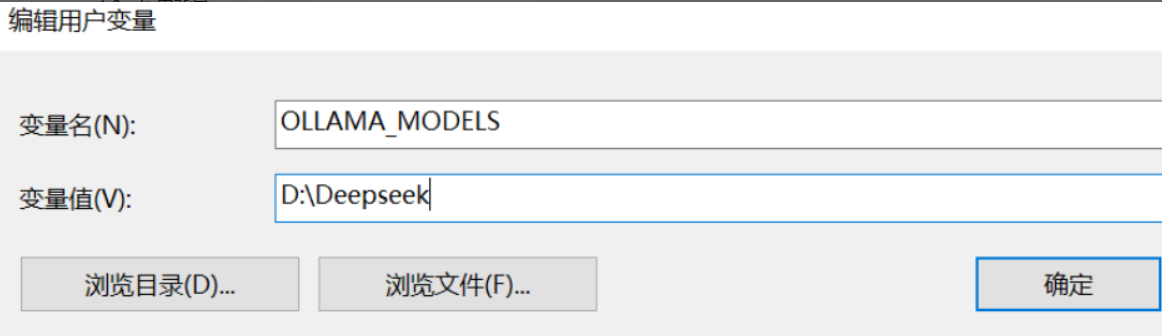 编辑用户变量
变量名(N): OLLAMA_MODELS
变量值(V): D:\Deepseek
浏览目录(D)... 浏览文件(F)... 确定